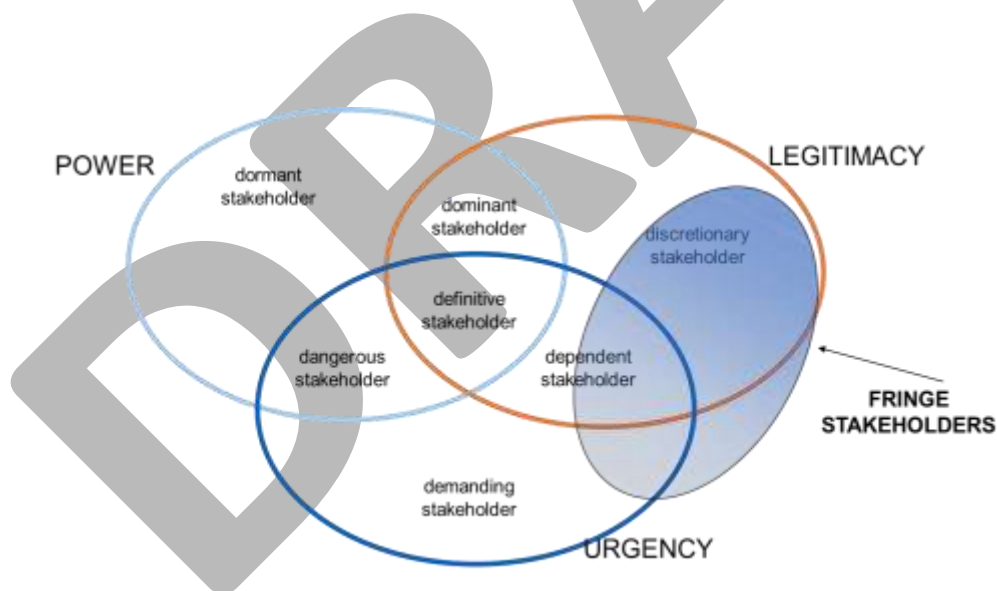 DRA
POWER
LEGITIMACY
dormant
stakeholder
dominant
stakeholder
discretionary
stakeholder
definitive
stakeholder
dangerous
stakeholder
dependent
stakeholder
FRINGE
STAKEHOLDERS
demanding
stakeholder
URGENCY